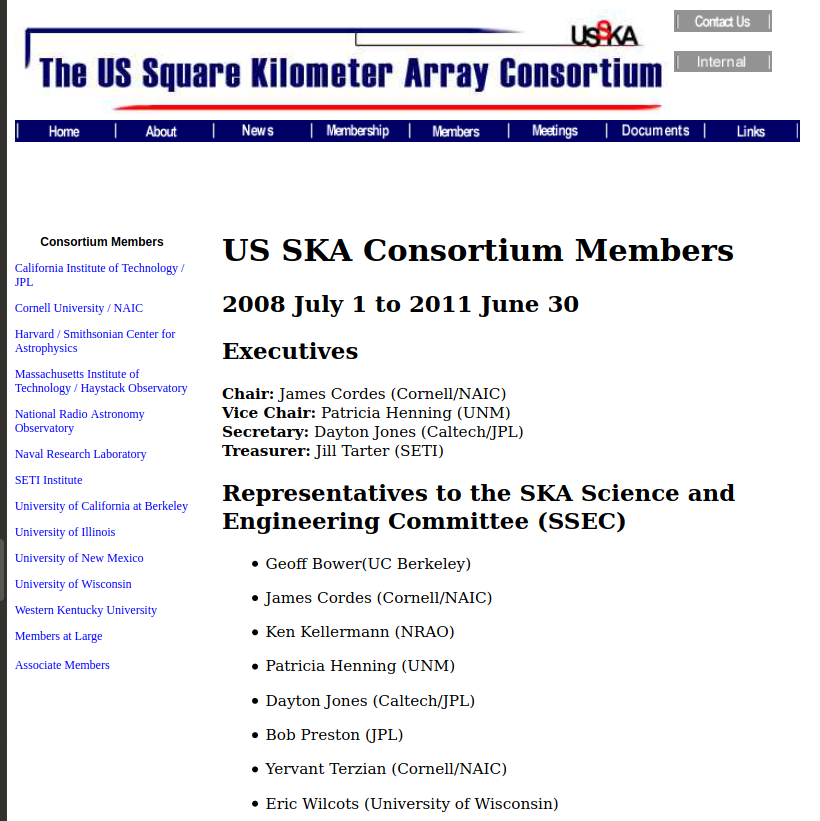 Contact Us
USSKA
Internal
The US Square Kilometer Array Consortium
Home
About
News
Membership
Members
Meetings
Documents
Links
Consortium Members
California Institute of Technology /
JPL
Cornell University / NAIC
Harvard / Smithsonian Center for
Astrophysics
Massachusetts Institute of
Technology / Haystack Observatory
National Radio Astronomy
Observatory
Naval Research Laboratory
SETI Institute
University of California at Berkeley
University of Illinois
University of New Mexico
University of Wisconsin
Western Kentucky University
Members at Large
Associate Members
US SKA Consortium Members
2008 July 1 to 2011 June 30
Executives
Chair: James Cordes (Cornell/NAIC)
Vice Chair: Patricia Henning (UNM)
Secretary: Dayton Jones (Caltech/JPL)
Treasurer: Jill Tarter (SETI)
Representatives to the SKA Science and
Engineering Committee (SSEC)
• Geoff Bower(UC Berkeley)
• James Cordes (Cornell/NAIC)
• Ken Kellermann (NRAO)
• Patricia Henning (UNM)
• Dayton Jones (Caltech/JPL)
• Bob Preston (JPL)
• Yervant Terzian (Cornell/NAIC)
• Eric Wilcots (University of Wisconsin)